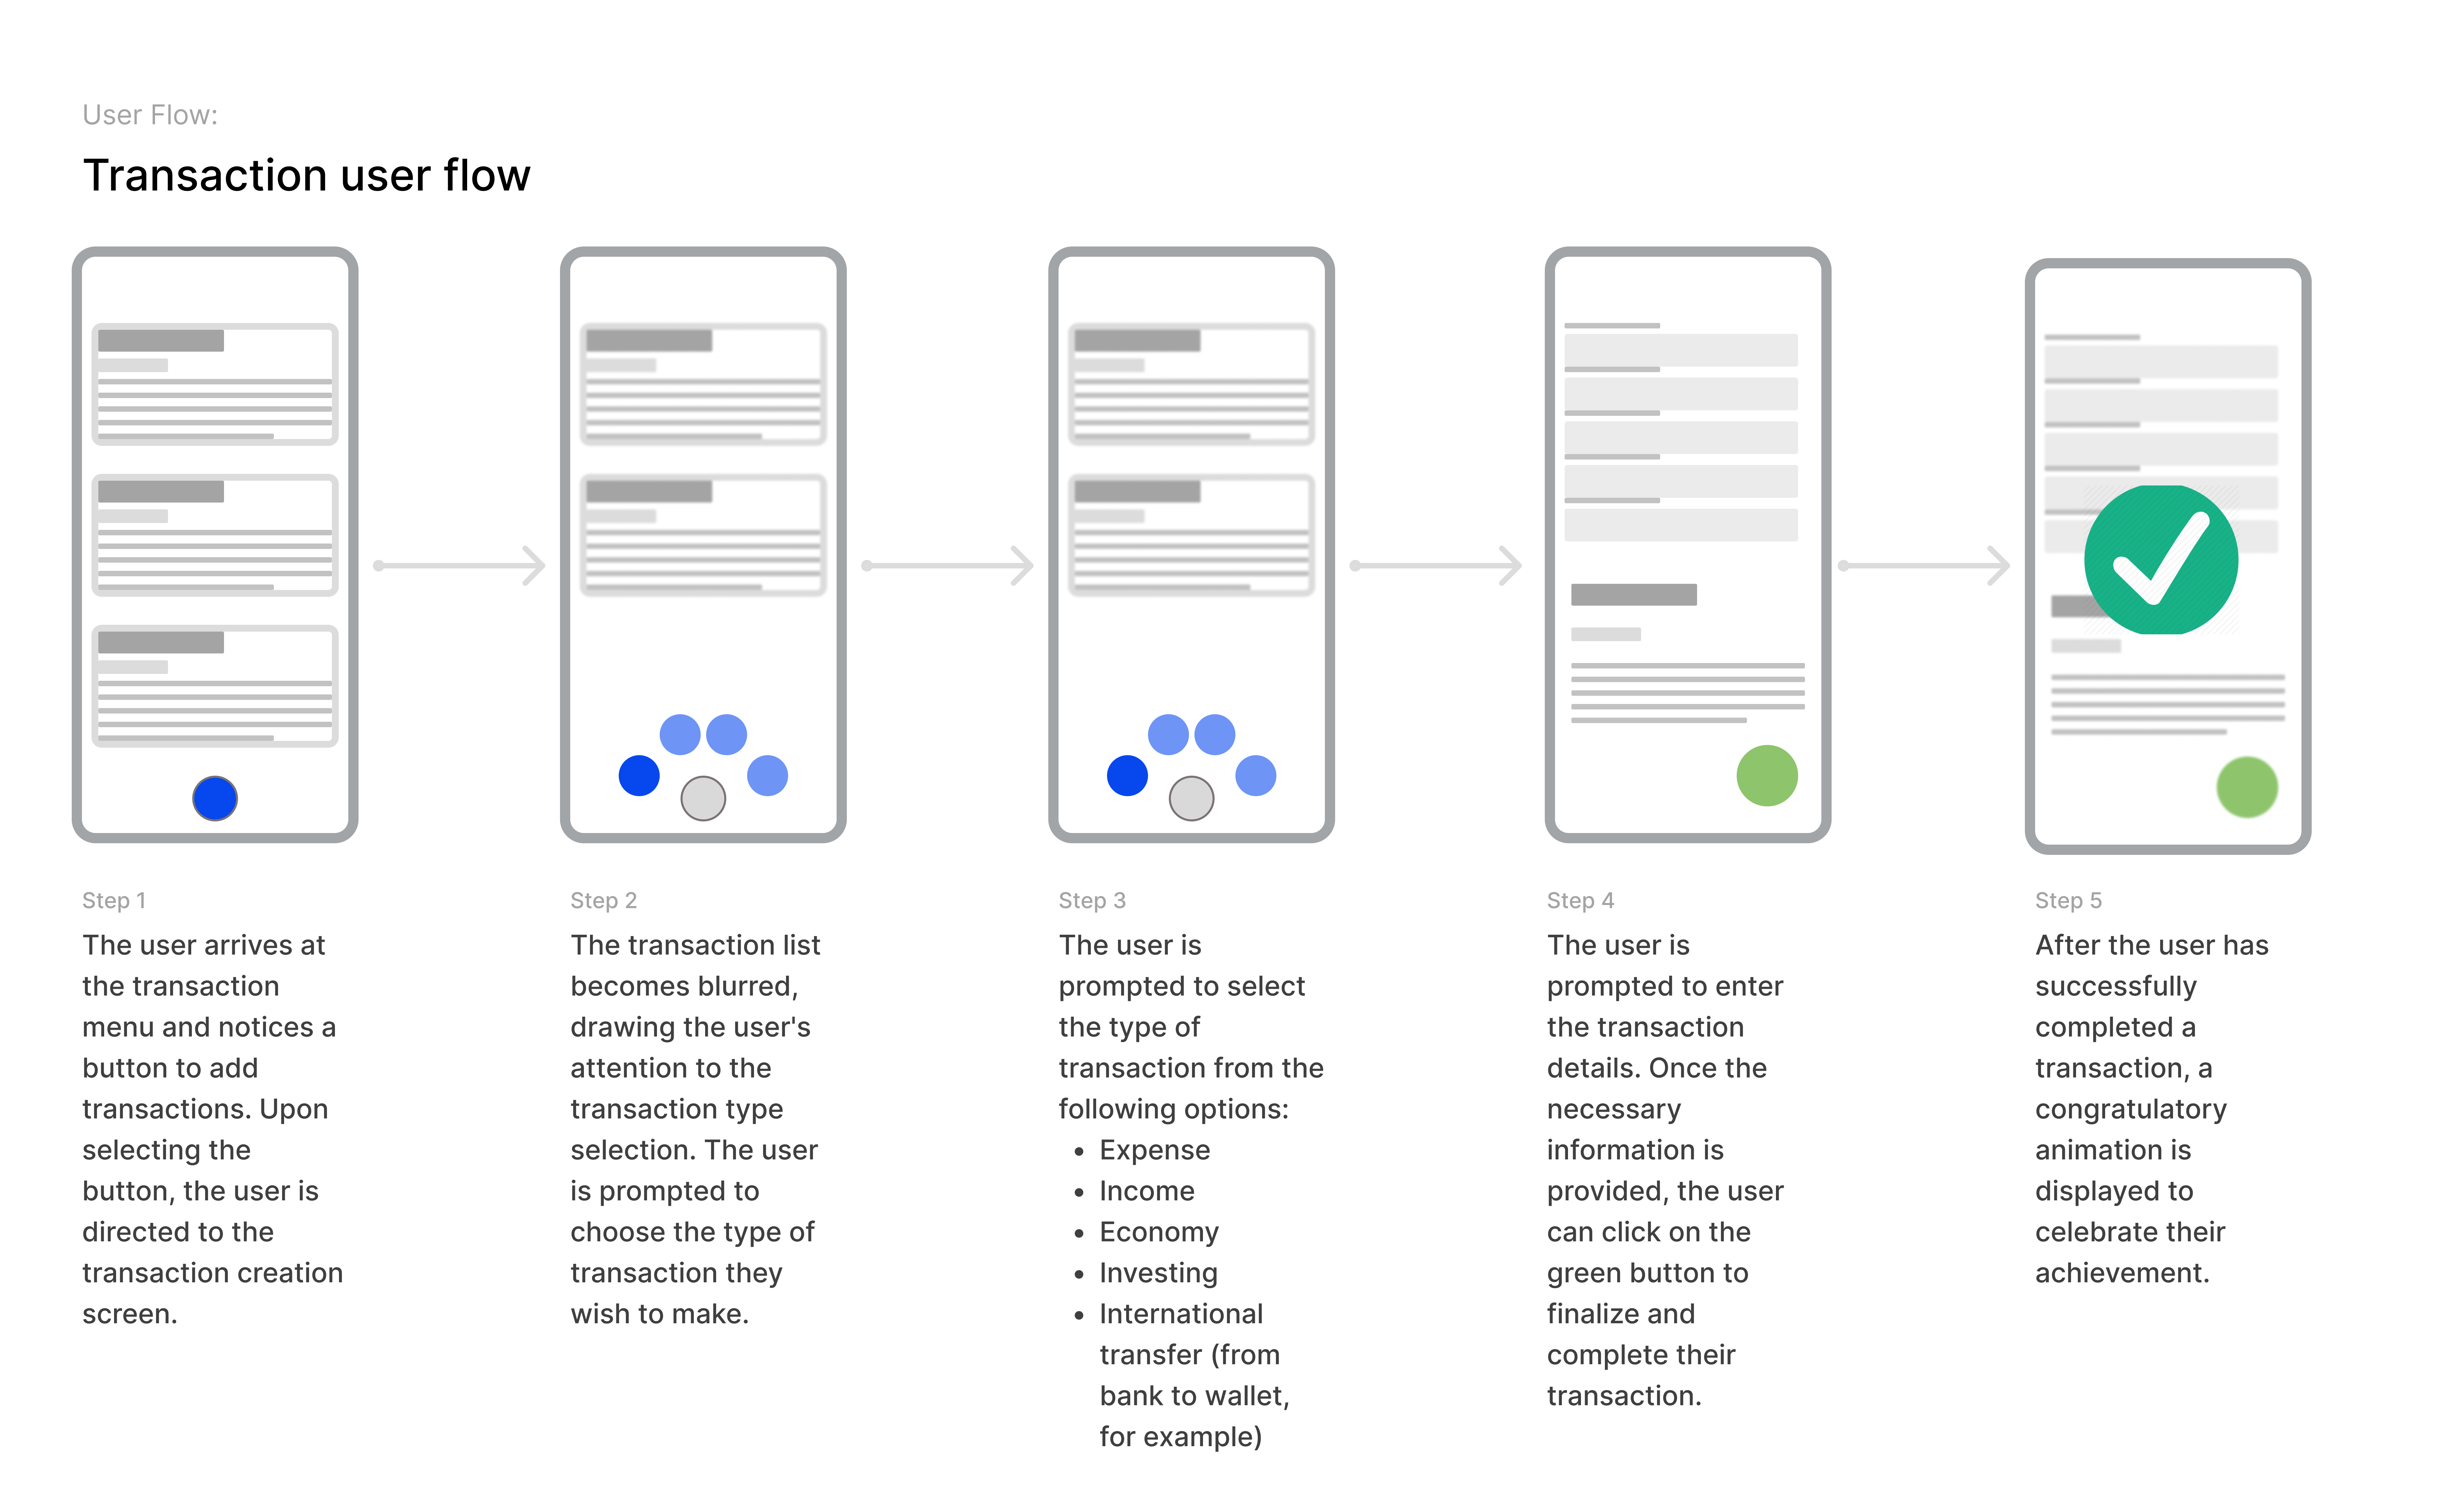 User Flow:
Transaction user flow
Step 1
The user arrives at
the transaction
menu and notices a
button to add
transactions. Upon
selecting the
button, the user is
directed to the
transaction creation
screen.
Step 2
The transaction list
becomes blurred,
drawing the user's
attention to the
transaction type
selection. The user
is prompted to
choose the type of
transaction they
wish to make.
Step 3
The user is
prompted to select
the type of
transaction from the
following options:
• Expense
• Income
• Economy
• Investing
• International
transfer (from
bank to wallet,
for example)
Step 4
The user is
prompted to enter
the transaction
details. Once the
necessary
information is
provided, the user
can click on the
green button to
finalize and
complete their
transaction.
Step 5
After the user has
successfully
completed a
transaction, a
congratulatory
animation is
displayed to
celebrate their
achievement.